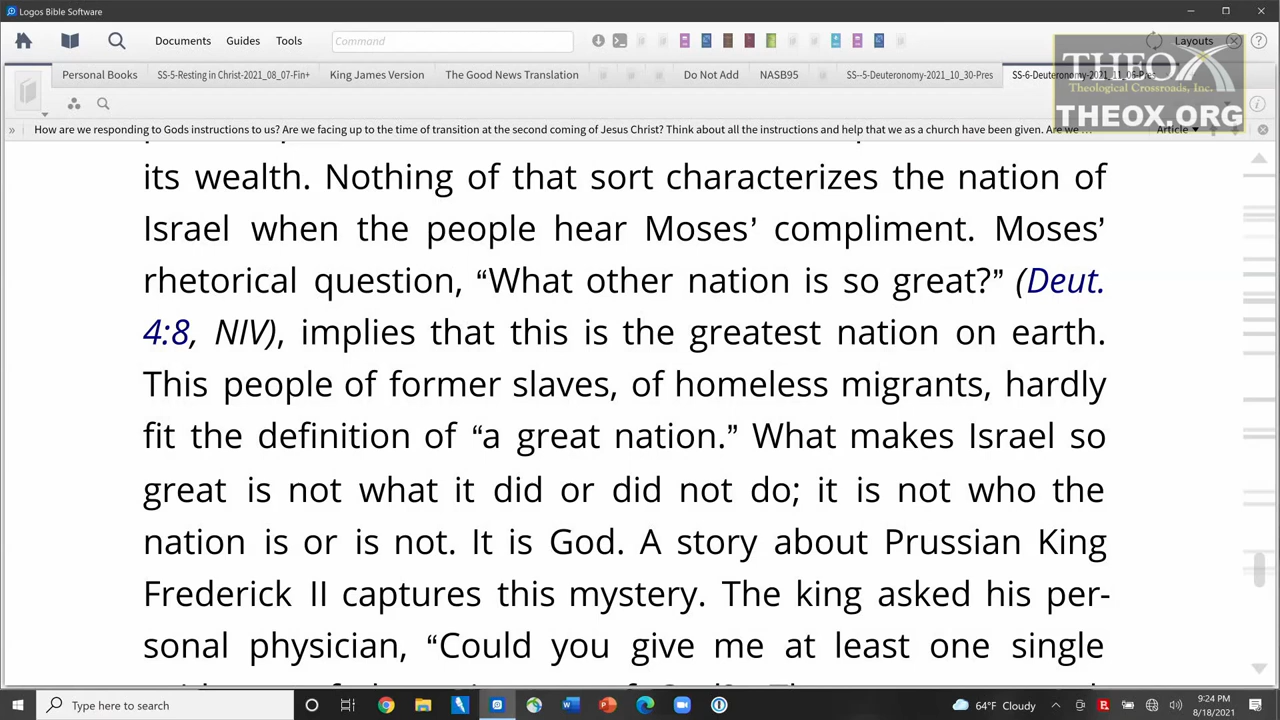 Logos Bible Software
Documents Guides Tools Command Layouts
Personal Books SS-5-Resting in Christ-2021_08_07-Fin+ King James Version The Good News Translation Do Not Add NASB95 SS--5-Deuteronomy-2021_10_30-Pres SS-6-Deuteronomy-2021_11_06-Pres
THEOX
Theological Crossroads, Inc.
THEOX.ORG
» How are we responding to Gods instructions to us? Are we facing up to the time of transition at the second coming of Jesus Christ? Think about all the instructions and help that we as a church have been given. Are we ... Article
its wealth. Nothing of that sort characterizes the nation of
Israel when the people hear Moses’ compliment. Moses’
rhetorical question, “What other nation is so great?” (Deut.
4:8, NIV), implies that this is the greatest nation on earth.
This people of former slaves, of homeless migrants, hardly
fit the definition of “a great nation.” What makes Israel so
great is not what it did or did not do; it is not who the
nation is or is not. It is God. A story about Prussian King
Frederick II captures this mystery. The king asked his per-
sonal physician, “Could you give me at least one single
Type here to search 64°F Cloudy 9:24 PM
8/18/2021